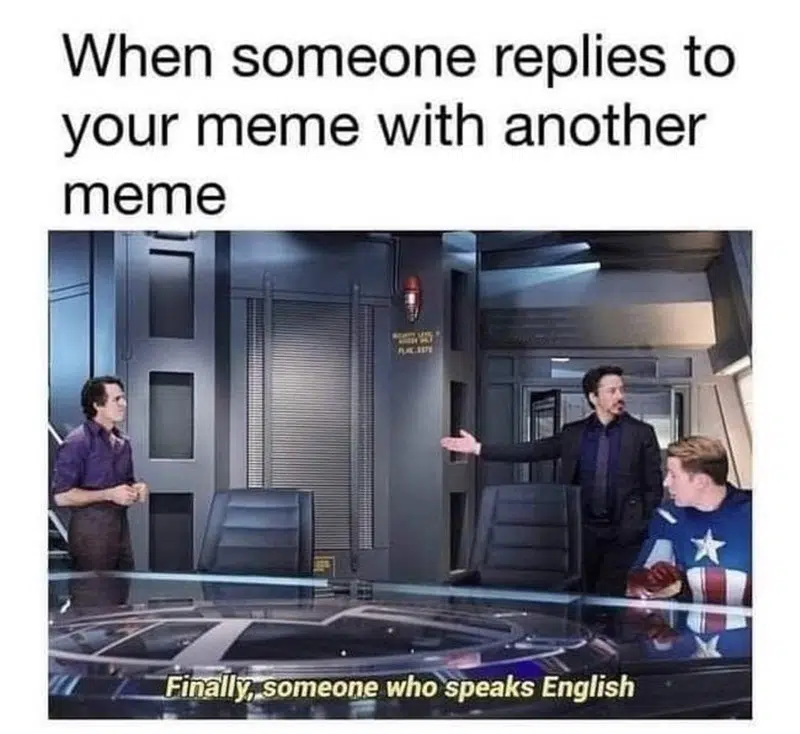 When someone replies to
your meme with another
meme
Finally, someone who speaks English